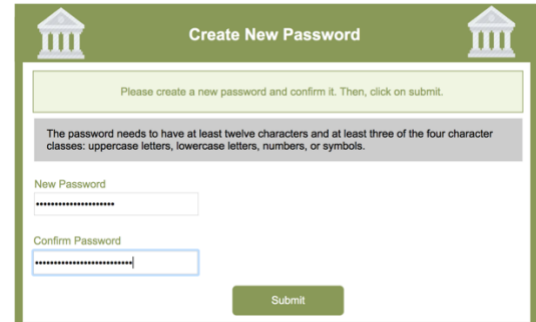 Create New Password
Please create a new password and confirm it. Then, click on submit.
The password needs to have at least twelve characters and at least three of the four character
classes: uppercase letters, lowercase letters, numbers, or symbols.
New Password
Confirm Password
Submit